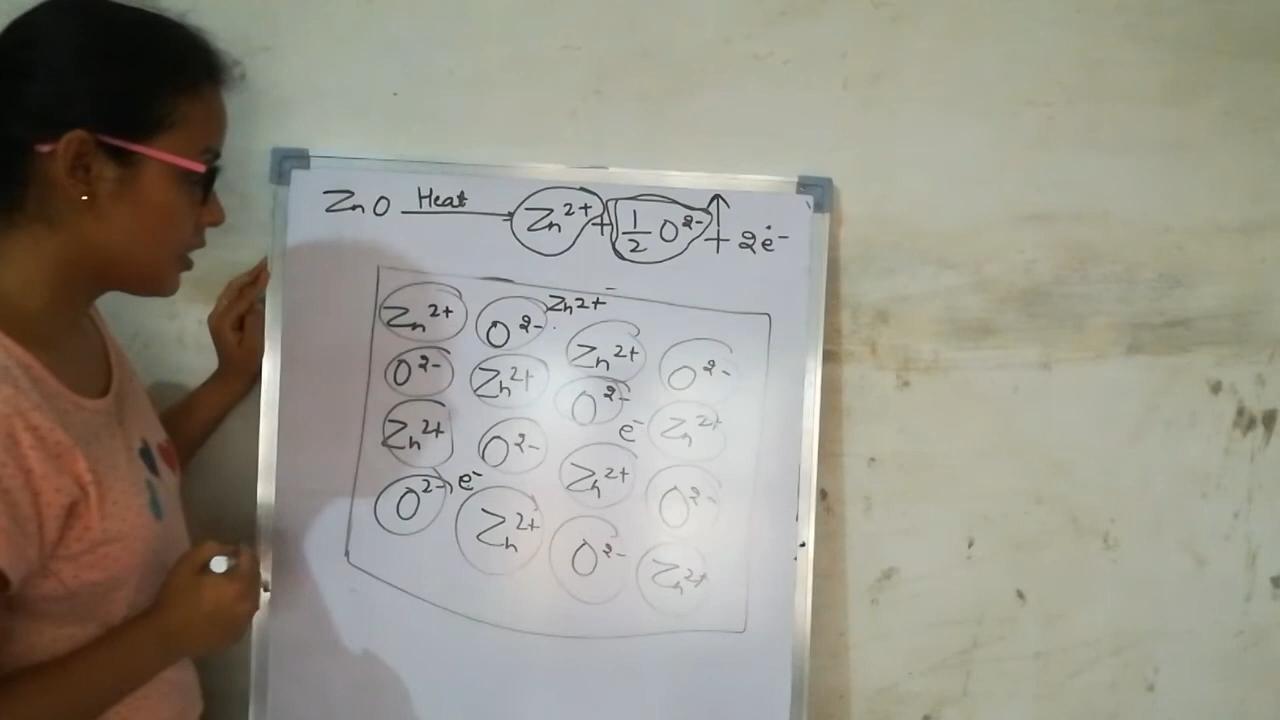 ZnO Heat Zn²⁺ + ½ O²⁻ ↑ + 2e⁻
Zn²⁺ O²⁻ Zn²⁺ Zn²⁺ O²⁻
O²⁻ Zn²⁺ O²⁻ e⁻ Zn²⁺
Zn²⁺ O²⁻ Zn²⁺ O²⁻
O²⁻ e⁻ Zn²⁺ O²⁻ Zn²⁺